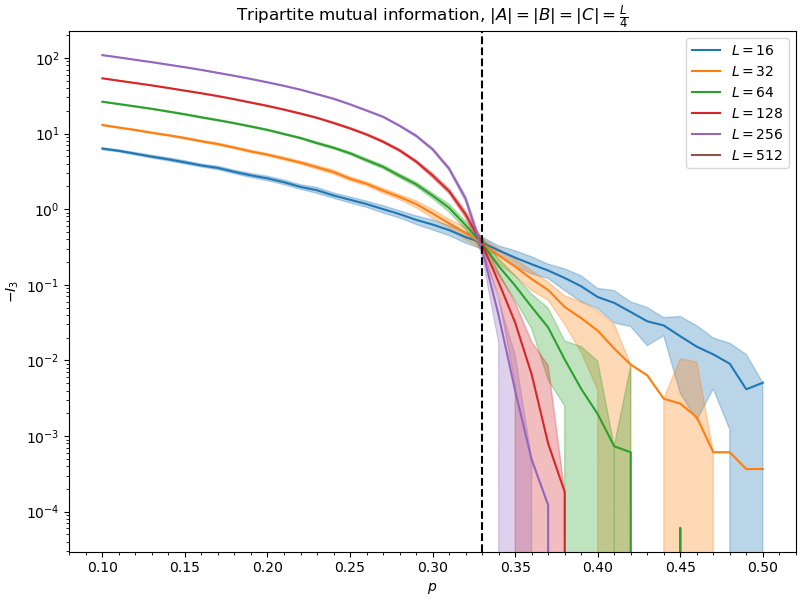 Tripartite mutual information, |A| = |B| = |C| = L/4
−I₃
10²
10¹
10⁰
10⁻¹
10⁻²
10⁻³
10⁻⁴
L = 16
L = 32
L = 64
L = 128
L = 256
L = 512
0.10 0.15 0.20 0.25 0.30 0.35 0.40 0.45 0.50
p